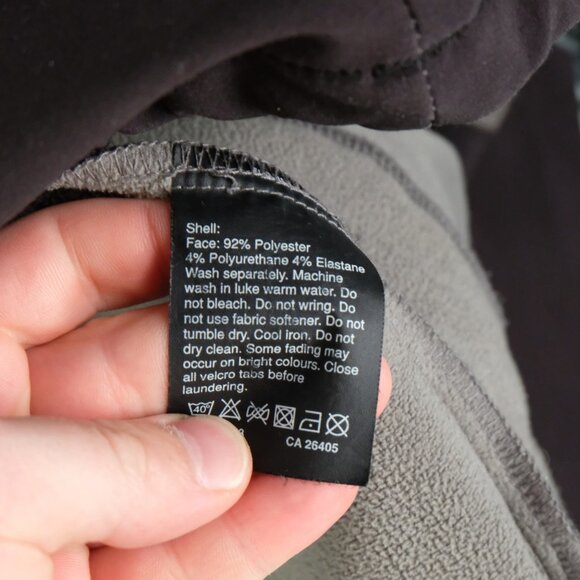 Shell:
Face: 92% Polyester
4% Polyurethane 4% Elastane
Wash separately. Machine
wash in luke warm water. Do
not bleach. Do not wring. Do
not use fabric softener. Do not
tumble dry. Cool iron. Do not
dry clean. Some fading may
occur on bright colours. Close
all velcro tabs before
laundering.
40°
CA 26405